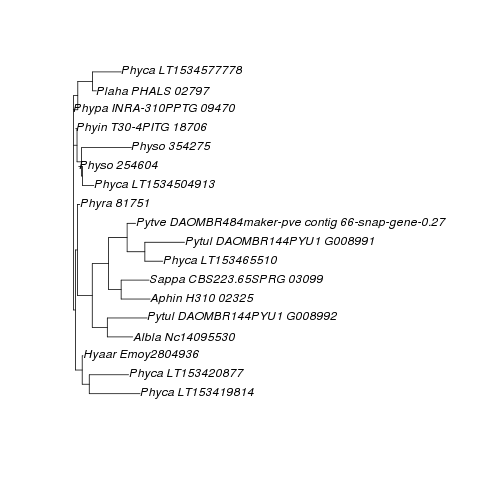 Phyca LT1534577778
Plaha PHALS 02797
Phypa INRA-310PPTG 09470
Phyin T30-4PITG 18706
Physo 354275
Physo 254604
Phyca LT1534504913
Phyra 81751
Pytve DAOMBR484maker-pve contig 66-snap-gene-0.27
Pytul DAOMBR144PYU1 G008991
Phyca LT153465510
Sappa CBS223.65SPRG 03099
Aphin H310 02325
Pytul DAOMBR144PYU1 G008992
Albla Nc14095530
Hyaar Emoy2804936
Phyca LT153420877
Phyca LT153419814